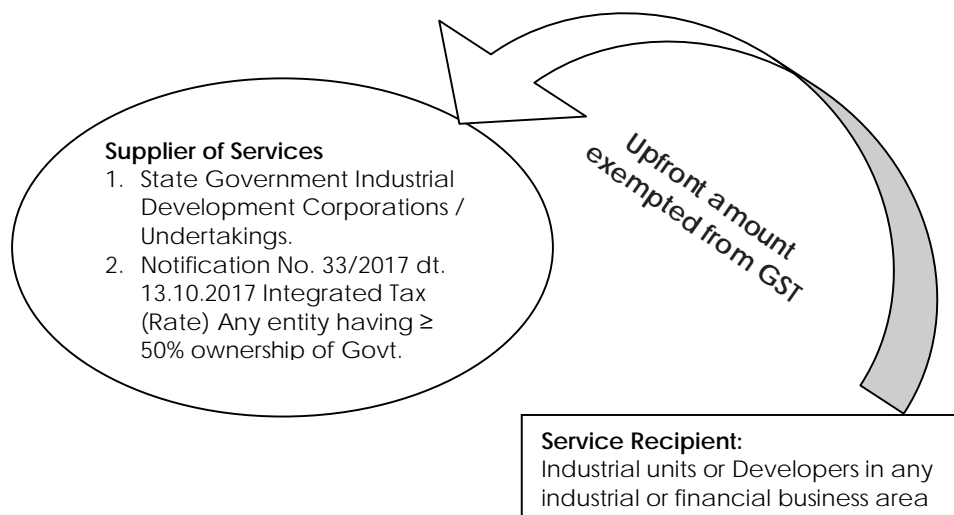 Supplier of Services
1. State Government Industrial
Development Corporations /
Undertakings.
2. Notification No. 33/2017 dt.
13.10.2017 Integrated Tax
(Rate) Any entity having ≥
50% ownership of Govt.
Upfront amount
exempted from GST
Service Recipient:
Industrial units or Developers in any
industrial or financial business area